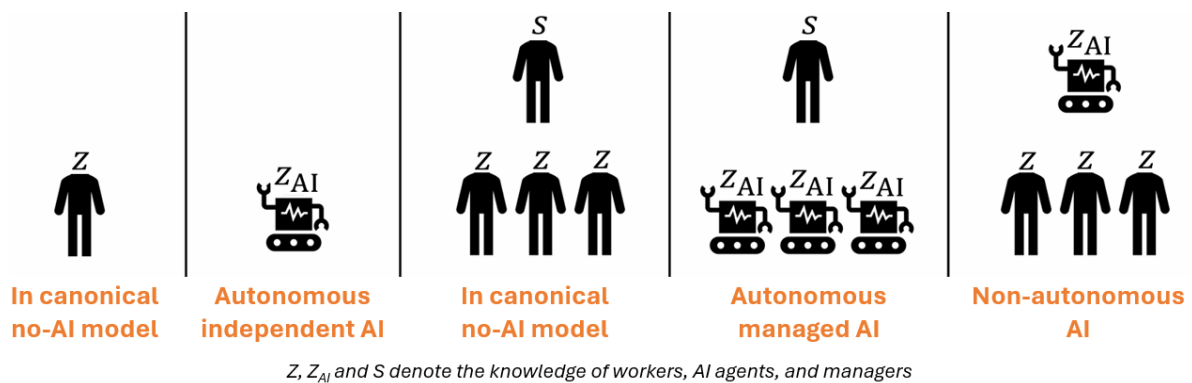 S S Z_AI
Z Z_AI Z Z Z Z_AI Z_AI Z_AI Z Z Z
In canonical no-AI model
Autonomous independent AI
In canonical no-AI model
Autonomous managed AI
Non-autonomous AI
Z, Z_AI and S denote the knowledge of workers, AI agents, and managers